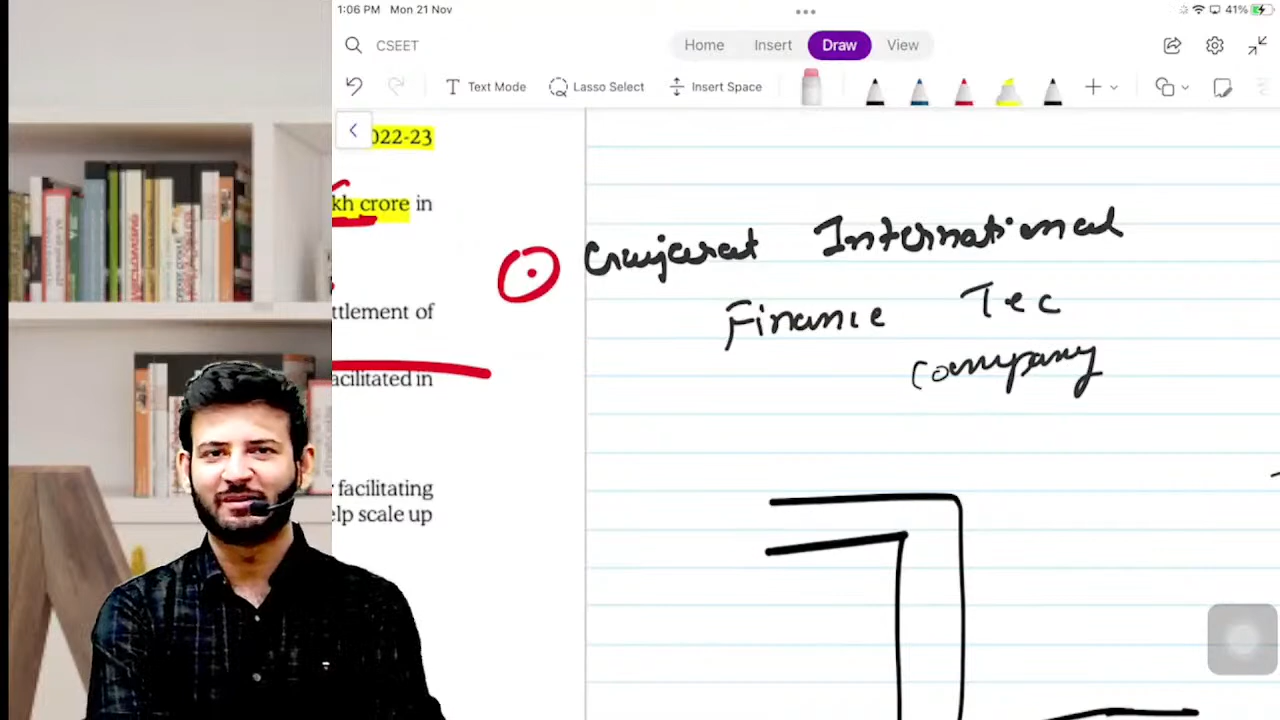 1:06 PM Mon 21 Nov
41%
CSEET
Home Insert Draw View
Text Mode Lasso Select Insert Space
022-23
kh crore in
ttlement of
acilitated in
facilitating
elp scale up
Gujarat International
Finance Tec
Company